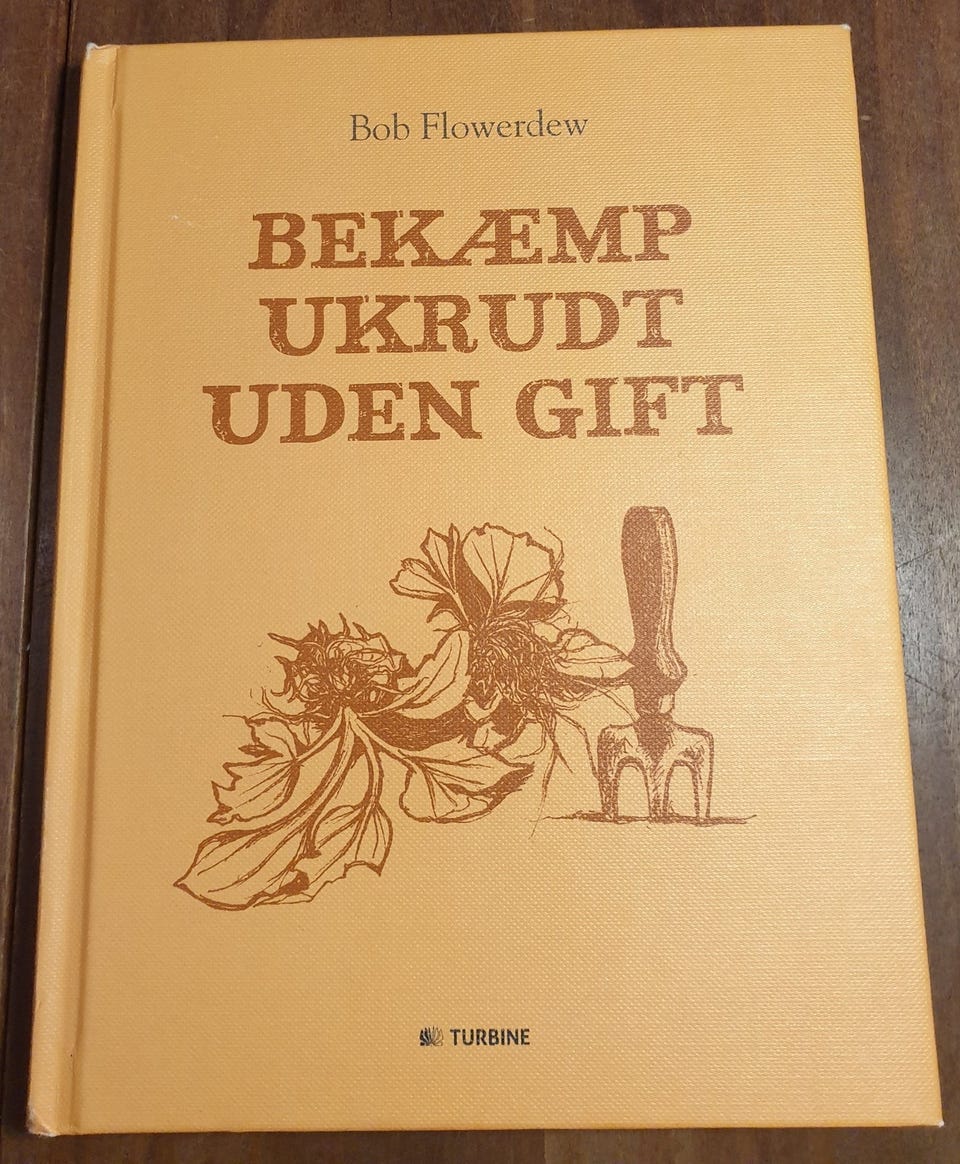 Bob Flowerdew
BEKÆMP
UKRUDT
UDEN GIFT
TURBINE